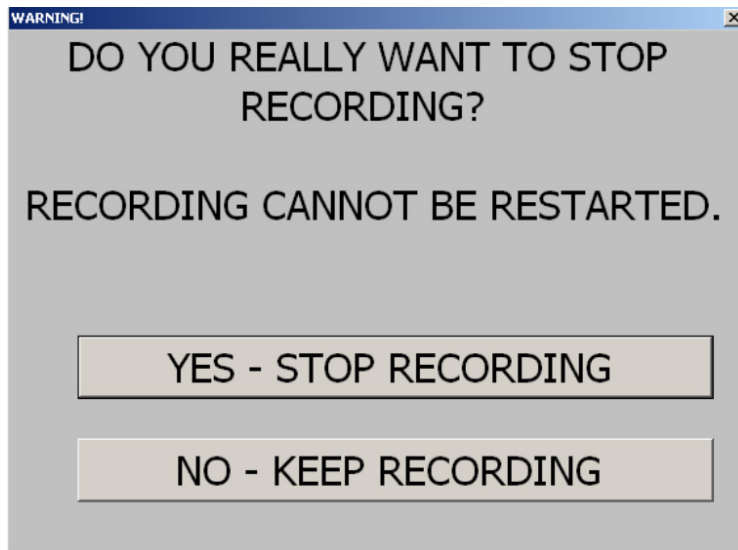 WARNING!
DO YOU REALLY WANT TO STOP
RECORDING?
RECORDING CANNOT BE RESTARTED.
YES - STOP RECORDING
NO - KEEP RECORDING